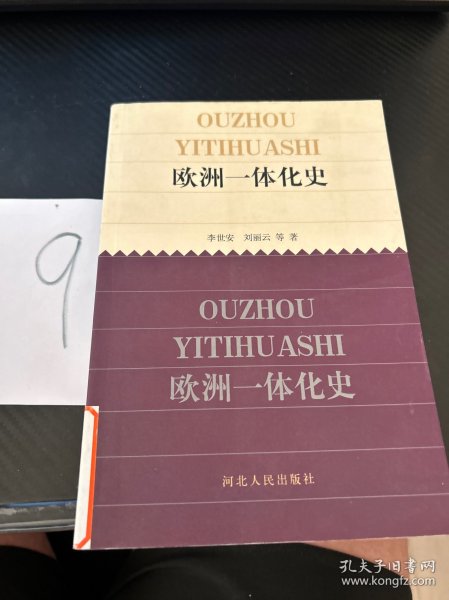 OUZHOU
YITIHUASHI
欧洲一体化史
李世安 刘丽云 等 著
OUZHOU
YITIHUASHI
欧洲一体化史
河北人民出版社
9
孔夫子旧书网
www.kongfz.com